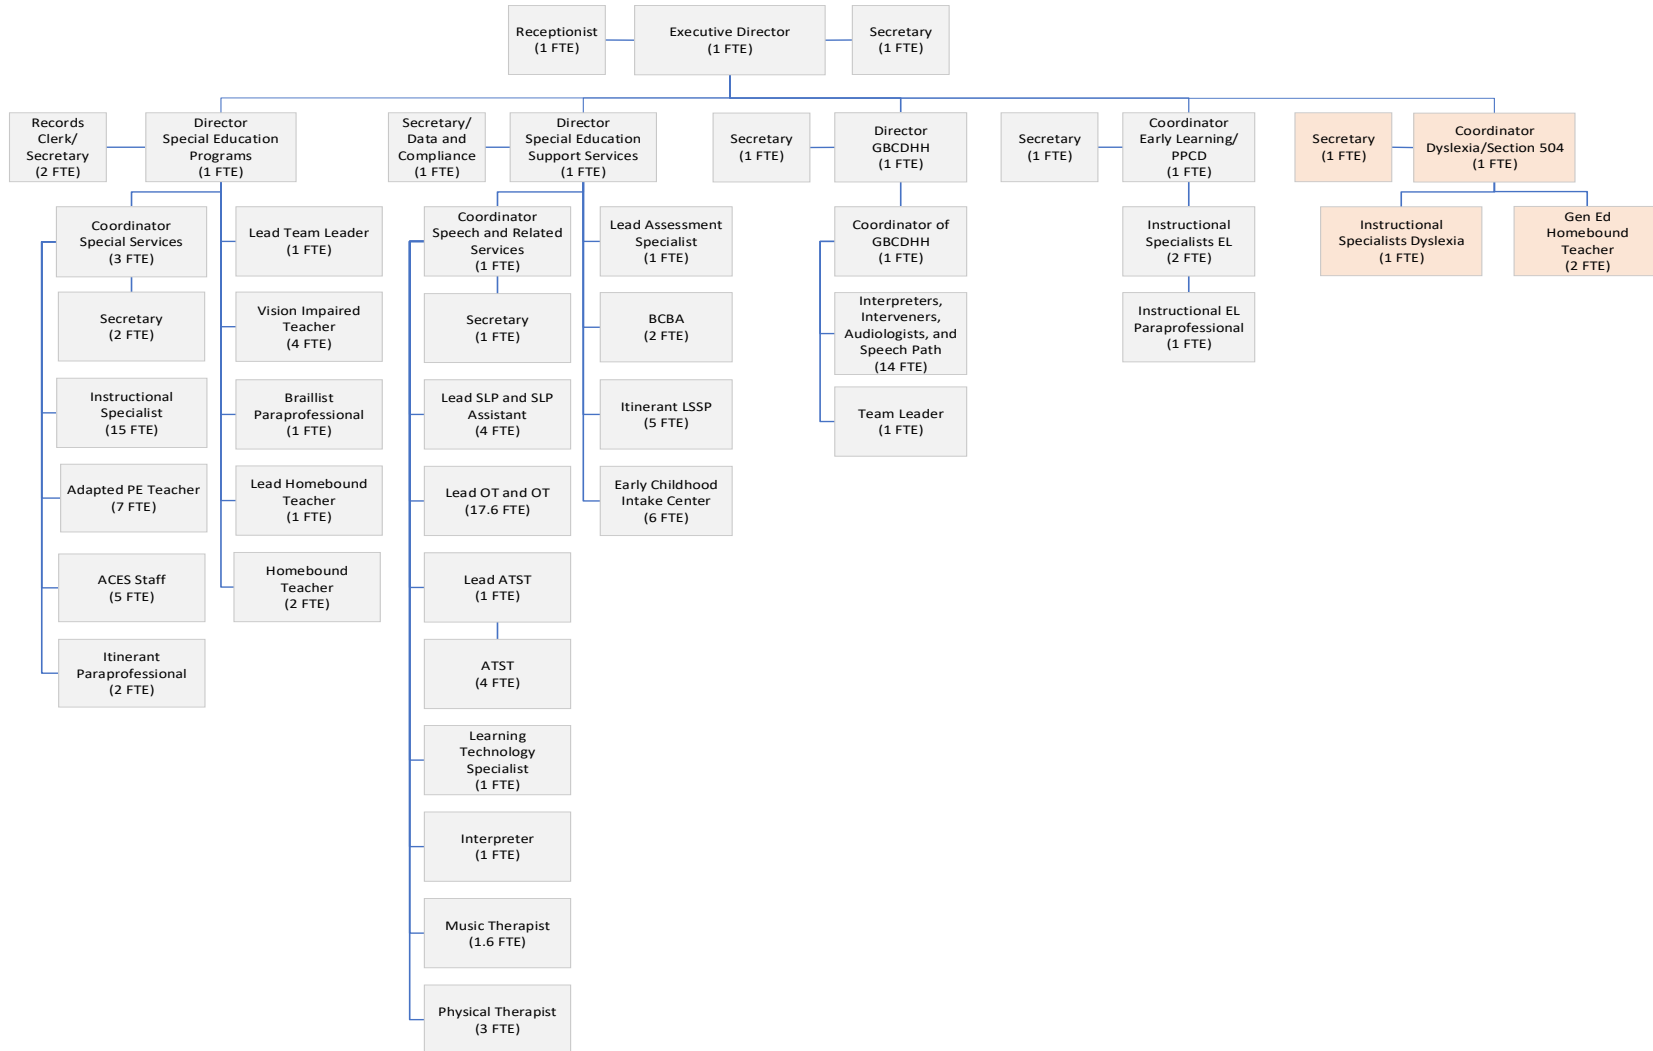 Receptionist
(1 FTE)
Executive Director
(1 FTE)
Secretary
(1 FTE)
Records
Clerk/
Secretary
(2 FTE)
Director
Special Education
Programs
(1 FTE)
Secretary/
Data and
Compliance
(1 FTE)
Director
Special Education
Support Services
(1 FTE)
Secretary
(1 FTE)
Director
GBCDHH
(1 FTE)
Secretary
(1 FTE)
Coordinator
Early Learning/
PPCD
(1 FTE)
Secretary
(1 FTE)
Coordinator
Dyslexia/Section 504
(1 FTE)
Coordinator
Special Services
(3 FTE)
Secretary
(2 FTE)
Instructional
Specialist
(15 FTE)
Adapted PE Teacher
(7 FTE)
ACES Staff
(5 FTE)
Itinerant
Paraprofessional
(2 FTE)
Lead Team Leader
(1 FTE)
Vision Impaired
Teacher
(4 FTE)
Braillist
Paraprofessional
(1 FTE)
Lead Homebound
Teacher
(1 FTE)
Homebound
Teacher
(2 FTE)
Coordinator
Speech and Related
Services
(1 FTE)
Secretary
(1 FTE)
Lead SLP and SLP
Assistant
(4 FTE)
Lead OT and OT
(17.6 FTE)
Lead ATST
(1 FTE)
ATST
(4 FTE)
Learning
Technology
Specialist
(1 FTE)
Interpreter
(1 FTE)
Music Therapist
(1.6 FTE)
Physical Therapist
(3 FTE)
Lead Assessment
Specialist
(1 FTE)
BCBA
(2 FTE)
Itinerant LSSP
(5 FTE)
Early Childhood
Intake Center
(6 FTE)
Coordinator of
GBCDHH
(1 FTE)
Interpreters,
Interveners,
Audiologists, and
Speech Path
(14 FTE)
Team Leader
(1 FTE)
Instructional
Specialists EL
(2 FTE)
Instructional EL
Paraprofessional
(1 FTE)
Instructional
Specialists Dyslexia
(1 FTE)
Gen Ed
Homebound
Teacher
(2 FTE)